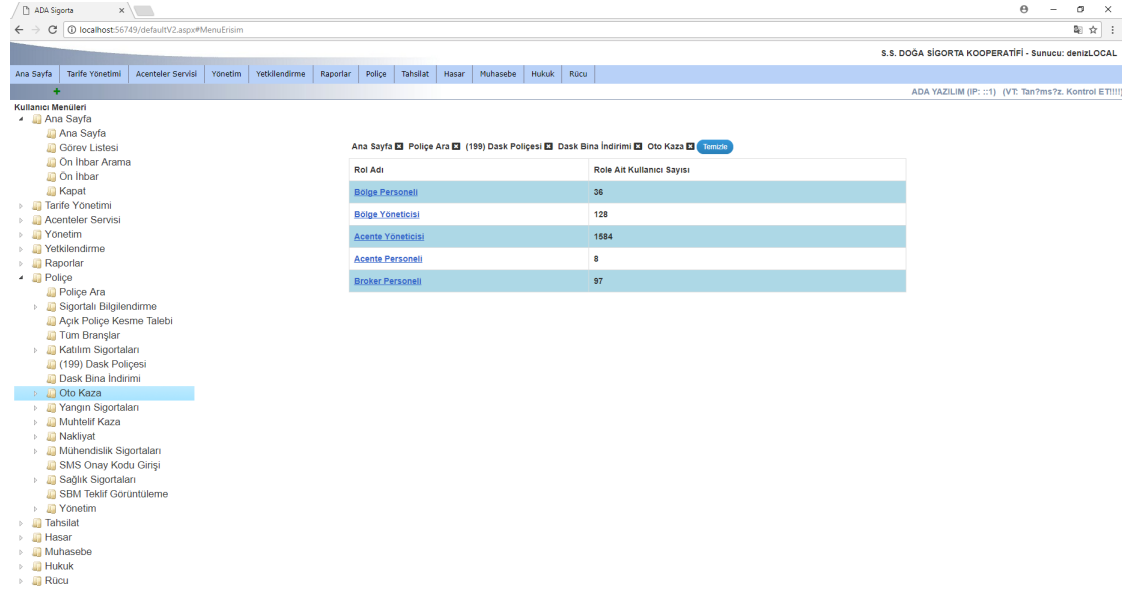 ADA Sigorta
localhost:56749/defaultV2.aspx#MenuErisim
S.S. DOĞA SİGORTA KOOPERATİFİ - Sunucu: denizLOCAL
Ana Sayfa Tarife Yönetimi Acenteler Servisi Yönetim Yetkilendirme Raporlar Poliçe Tahsilat Hasar Muhasebe Hukuk Rücu
ADA YAZILIM (IP: ::1) (VT: Tan?ms?z. Kontrol ET!!!!)
Kullanıcı Menüleri
Ana Sayfa
Ana Sayfa
Görev Listesi
Ön İhbar Arama
Ön İhbar
Kapat
Tarife Yönetimi
Acenteler Servisi
Yönetim
Yetkilendirme
Raporlar
Poliçe
Poliçe Ara
Sigortalı Bilgilendirme
Açık Poliçe Kesme Talebi
Tüm Branşlar
Katılım Sigortaları
(199) Dask Poliçesi
Dask Bina İndirimi
Oto Kaza
Yangın Sigortaları
Muhtelif Kaza
Nakliyat
Mühendislik Sigortaları
SMS Onay Kodu Girişi
Sağlık Sigortaları
SBM Teklif Görüntüleme
Yönetim
Tahsilat
Hasar
Muhasebe
Hukuk
Rücu
Ana Sayfa Poliçe Ara (199) Dask Poliçesi Dask Bina İndirimi Oto Kaza Temizle
Rol Adı Role Ait Kullanıcı Sayısı
Bölge Personeli 36
Bölge Yöneticisi 128
Acente Yöneticisi 1584
Acente Personeli 8
Broker Personeli 97